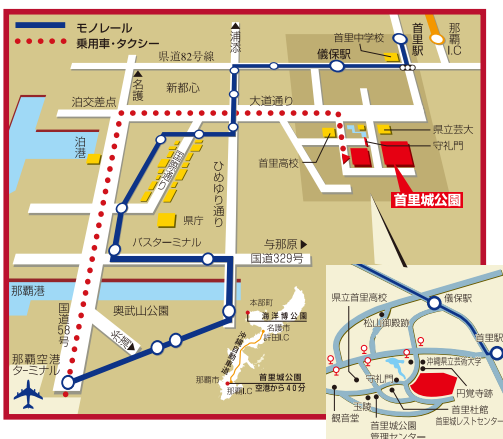 モノレール
乗用車・タクシー
浦添
首里中学校
首里駅
那覇I.C
県道82号線
儀保駅
名護
新都心
泊交差点
大道通り
県立芸大
泊港
国際通り
首里高校
守礼門
ひめゆり通り
首里城公園
県庁
バスターミナル
与那原
国道329号
那覇港
国道58号
奥武山公園
糸満
那覇空港
ターミナル
本部町
海洋博公園
名護市
許田I.C
沖縄自動車道
首里城公園
空港から40分
那覇市
那覇I.C
県立首里高校
儀保駅
松山御殿跡
首里駅
沖縄県立芸術大学
守礼門
円覚寺跡
玉陵
首里杜館
首里城レストセンター
観音堂
首里城公園
管理センター